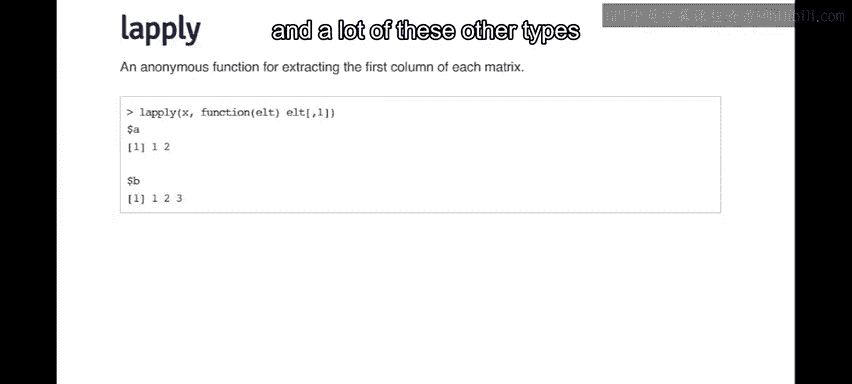 lapply
and a lot of these other types
An anonymous function for extracting the first column of each matrix.
> lapply(x, function(elt) elt[,1])
$a
[1] 1 2
$b
[1] 1 2 3